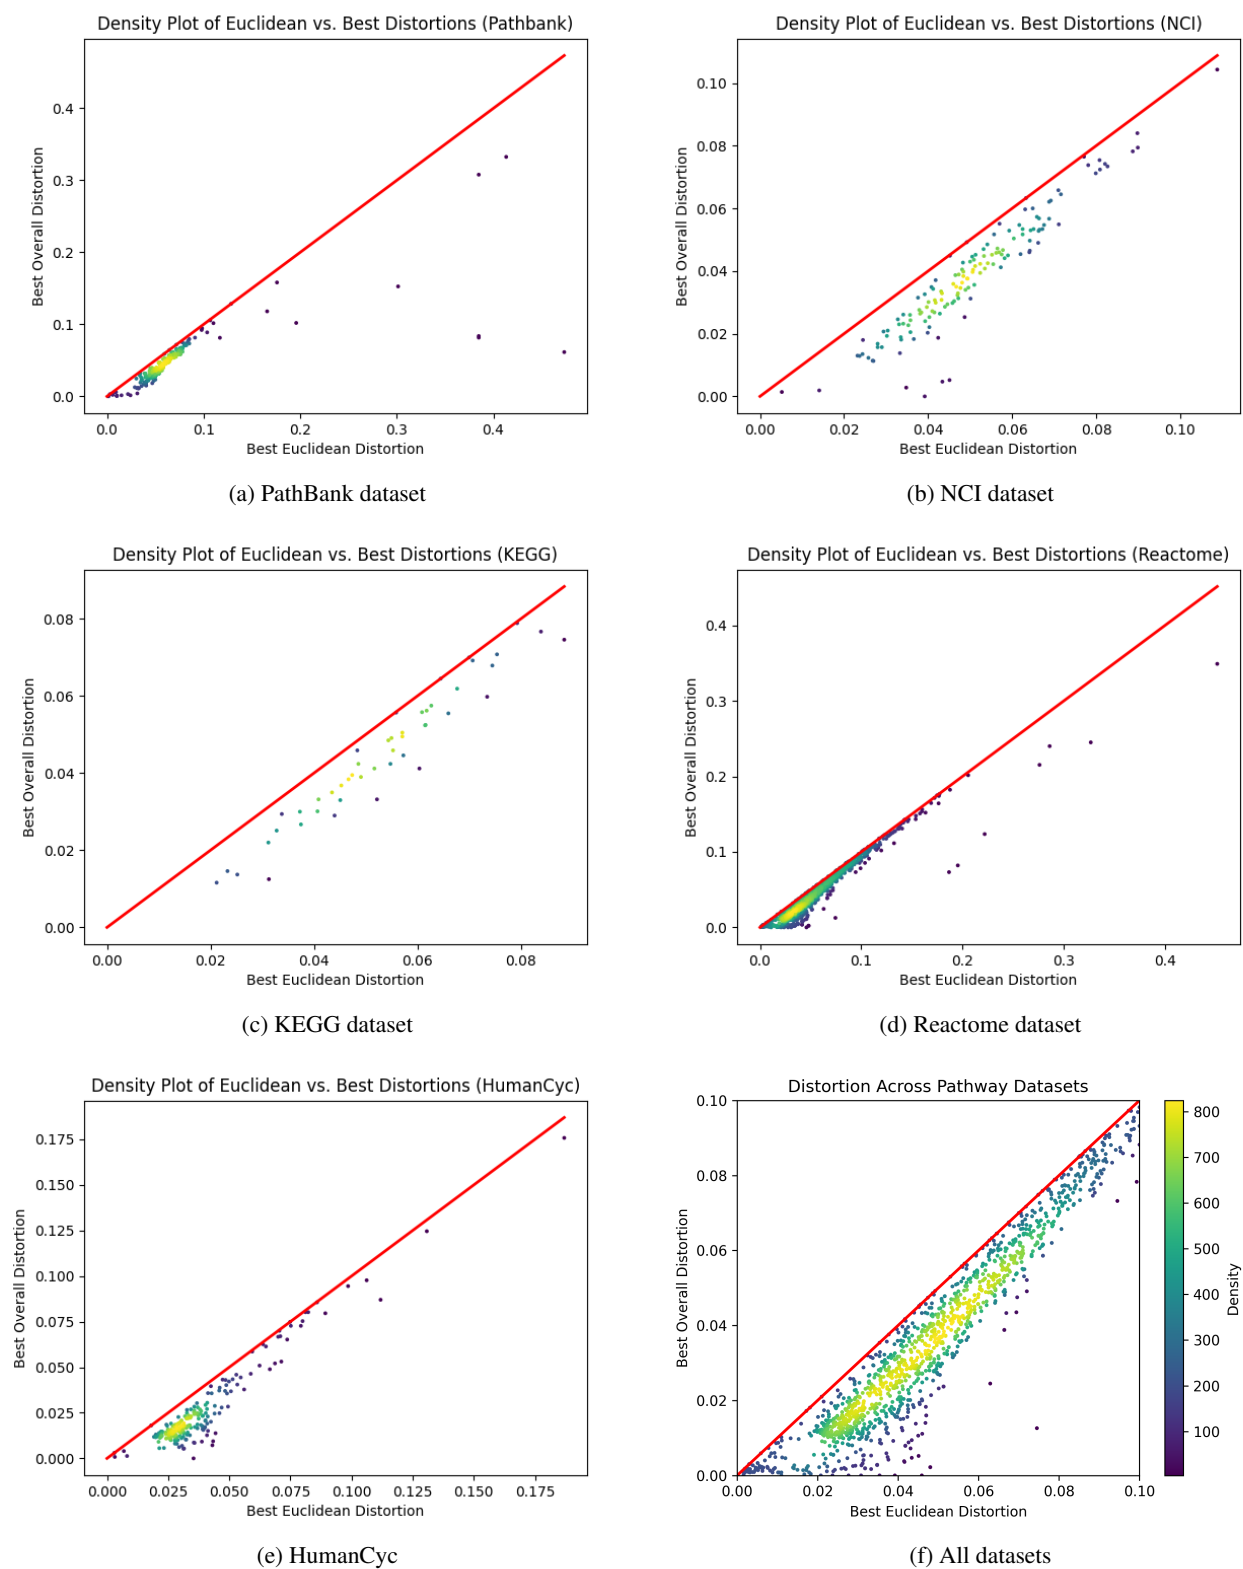 Density Plot of Euclidean vs. Best Distortions (Pathbank)
Best Overall Distortion
0.4
0.3
0.2
0.1
0.0
0.0 0.1 0.2 0.3 0.4
Best Euclidean Distortion
(a) PathBank dataset
Density Plot of Euclidean vs. Best Distortions (NCI)
Best Overall Distortion
0.10
0.08
0.06
0.04
0.02
0.00
0.00 0.02 0.04 0.06 0.08 0.10
Best Euclidean Distortion
(b) NCI dataset
Density Plot of Euclidean vs. Best Distortions (KEGG)
Best Overall Distortion
0.08
0.06
0.04
0.02
0.00
0.00 0.02 0.04 0.06 0.08
Best Euclidean Distortion
(c) KEGG dataset
Density Plot of Euclidean vs. Best Distortions (Reactome)
Best Overall Distortion
0.4
0.3
0.2
0.1
0.0
0.0 0.1 0.2 0.3 0.4
Best Euclidean Distortion
(d) Reactome dataset
Density Plot of Euclidean vs. Best Distortions (HumanCyc)
Best Overall Distortion
0.175
0.150
0.125
0.100
0.075
0.050
0.025
0.000
0.000 0.025 0.050 0.075 0.100 0.125 0.150 0.175
Best Euclidean Distortion
(e) HumanCyc
Distortion Across Pathway Datasets
Best Overall Distortion
0.10
0.08
0.06
0.04
0.02
0.00
0.00 0.02 0.04 0.06 0.08 0.10
Best Euclidean Distortion
800
700
600
500
400
300
200
100
Density
(f) All datasets